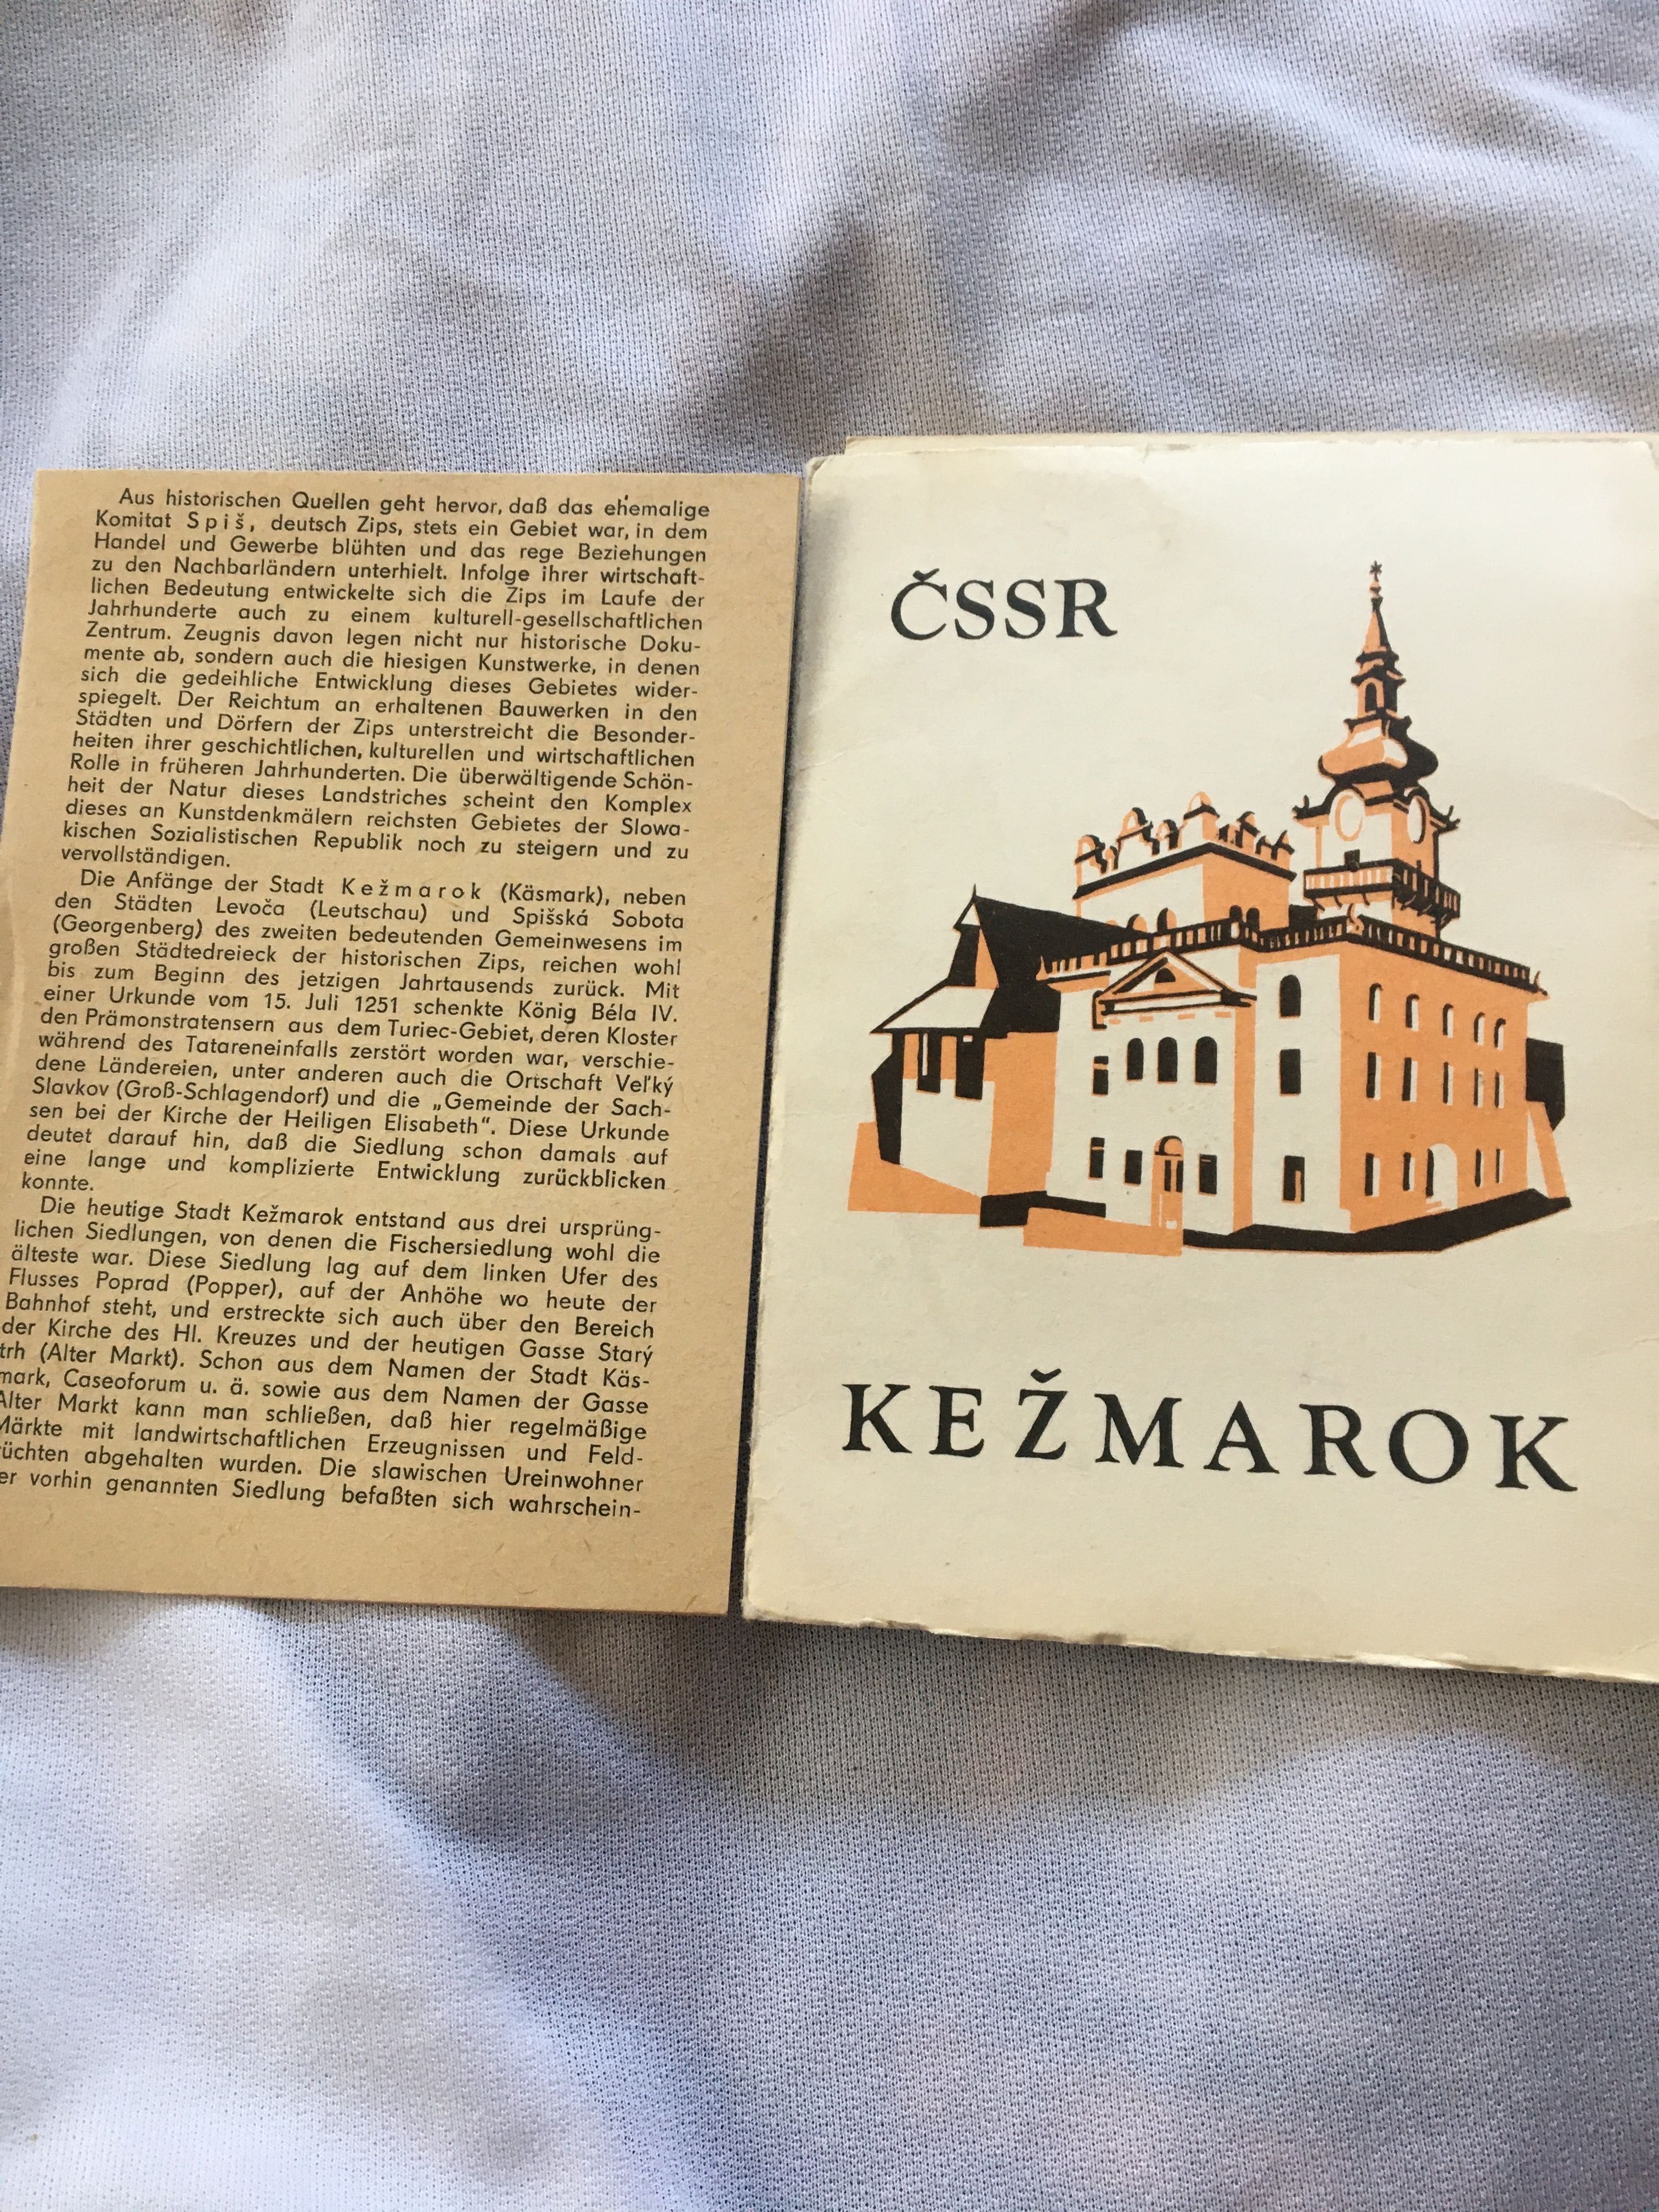 Aus historischen Quellen geht hervor, daß das ehemalige
Komitat Spiš, deutsch Zips, stets ein Gebiet war, in dem
Handel und Gewerbe blühten und das rege Beziehungen
zu den Nachbarländern unterhielt. Infolge ihrer wirtschaft-
lichen Bedeutung entwickelte sich die Zips im Laufe der
Jahrhunderte auch zu einem kulturell-gesellschaftlichen
Zentrum. Zeugnis davon legen nicht nur historische Doku-
mente ab, sondern auch die hiesigen Kunstwerke, in denen
sich die gedeihliche Entwicklung dieses Gebietes wider-
spiegelt. Der Reichtum an erhaltenen Bauwerken in den
Städten und Dörfern der Zips unterstreicht die Besonder-
heiten ihrer geschichtlichen, kulturellen und wirtschaftlichen
Rolle in früheren Jahrhunderten. Die überwältigende Schön-
heit der Natur dieses Landstriches scheint den Komplex
dieses an Kunstdenkmälern reichsten Gebietes der Slowa-
kischen Sozialistischen Republik noch zu steigern und zu
vervollständigen.
Die Anfänge der Stadt Kežmarok (Käsmark), neben
den Städten Levoča (Leutschau) und Spišská Sobota
(Georgenberg) des zweiten bedeutenden Gemeinwesens im
großen Städtedreieck der historischen Zips, reichen wohl
bis zum Beginn des jetzigen Jahrtausends zurück. Mit
einer Urkunde vom 15. Juli 1251 schenkte König Béla IV.
den Prämonstratensern aus dem Turiec-Gebiet, deren Kloster
während des Tatareneinfalls zerstört worden war, verschie-
dene Ländereien, unter anderen auch die Ortschaft Veľký
Slavkov (Groß-Schlagendorf) und die „Gemeinde der Sach-
sen bei der Kirche der Heiligen Elisabeth“. Diese Urkunde
deutet darauf hin, daß die Siedlung schon damals auf
eine lange und komplizierte Entwicklung zurückblicken
konnte.
Die heutige Stadt Kežmarok entstand aus drei ursprüng-
lichen Siedlungen, von denen die Fischersiedlung wohl die
älteste war. Diese Siedlung lag auf dem linken Ufer des
Flusses Poprad (Popper), auf der Anhöhe wo heute der
Bahnhof steht, und erstreckte sich auch über den Bereich
der Kirche des Hl. Kreuzes und der heutigen Gasse Starý
trh (Alter Markt). Schon aus dem Namen der Stadt Käs-
mark, Caseoforum u. ä. sowie aus dem Namen der Gasse
Alter Markt kann man schließen, daß hier regelmäßige
Märkte mit landwirtschaftlichen Erzeugnissen und Feld-
üchten abgehalten wurden. Die slawischen Ureinwohner
er vorhin genannten Siedlung befaßten sich wahrschein-
ČSSR
KEŽMAROK